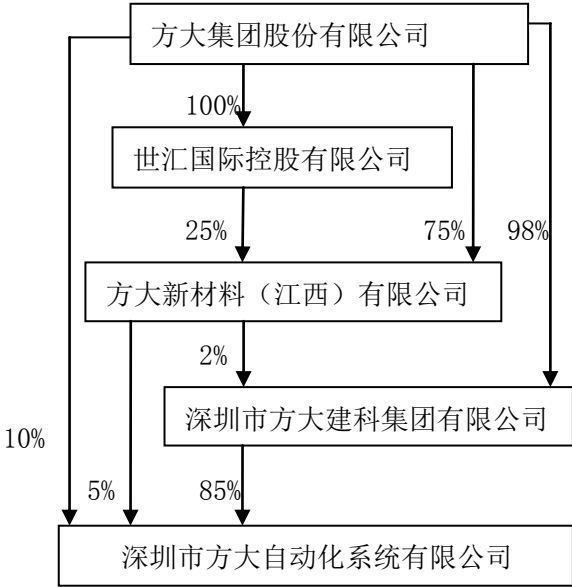 方大集团股份有限公司
100%
世汇国际控股有限公司
25%
75%
98%
方大新材料（江西）有限公司
2%
深圳市方大建科集团有限公司
10%
5%
85%
深圳市方大自动化系统有限公司